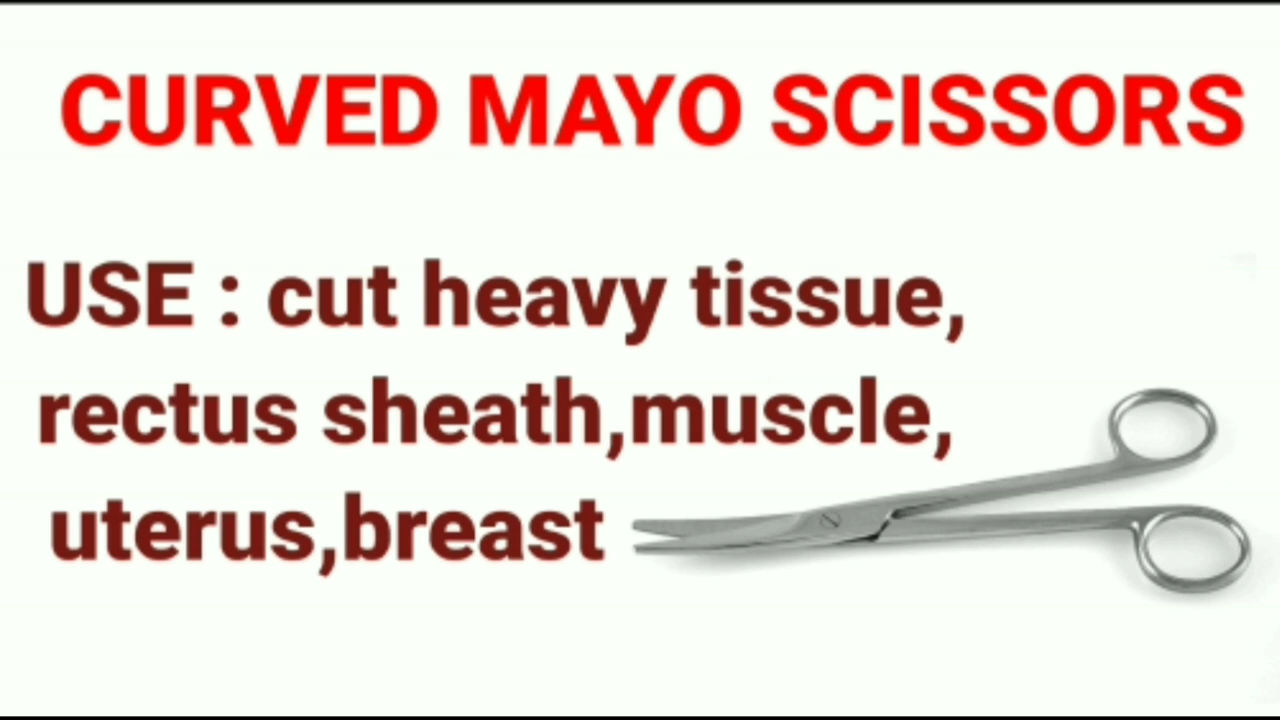 CURVED MAYO SCISSORS
USE : cut heavy tissue,
rectus sheath,muscle,
uterus,breast